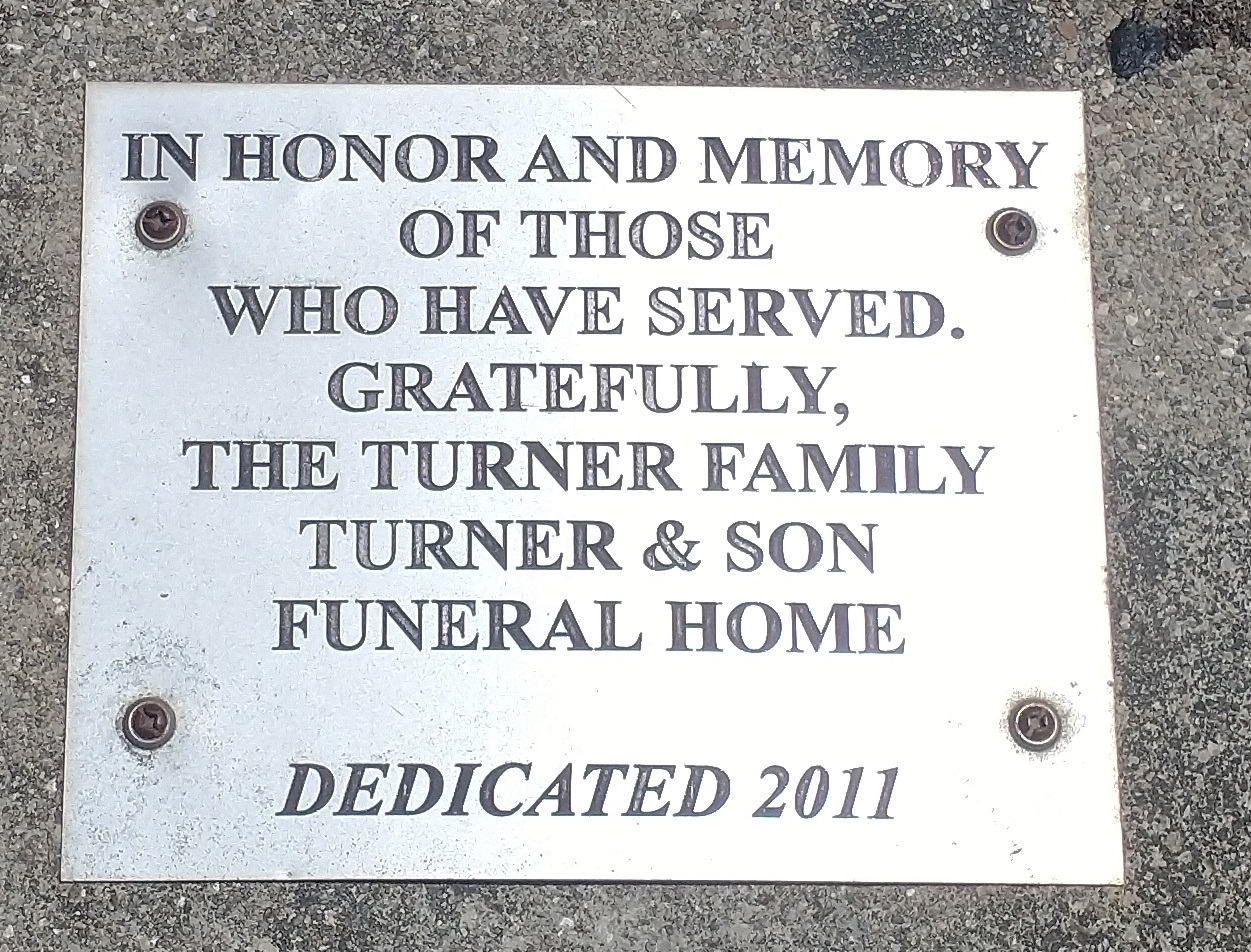 IN HONOR AND MEMORY
OF THOSE
WHO HAVE SERVED.
GRATEFULLY,
THE TURNER FAMILY
TURNER & SON
FUNERAL HOME
DEDICATED 2011